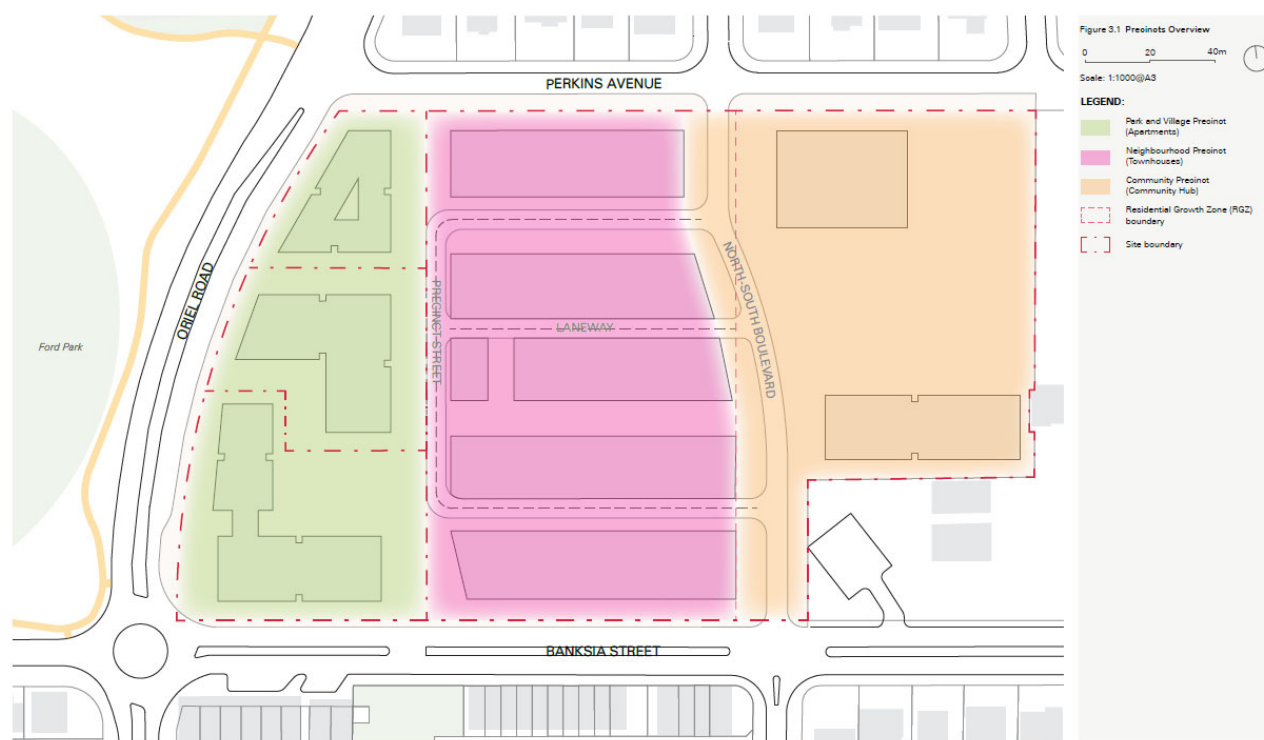 Figure 3.1 Precincts Overview
0 20 40m
Scale: 1:1000@A3
LEGEND:
Park and Village Precinct
(Apartments)
Neighbourhood Precinct
(Townhouses)
Community Precinct
(Community Hub)
Residential Growth Zone (RGZ)
boundary
Site boundary
PERKINS AVENUE
ORIEL ROAD
Ford Park
PRECINCT STREET
LANEWAY
NORTH-SOUTH BOULEVARD
BANKSIA STREET